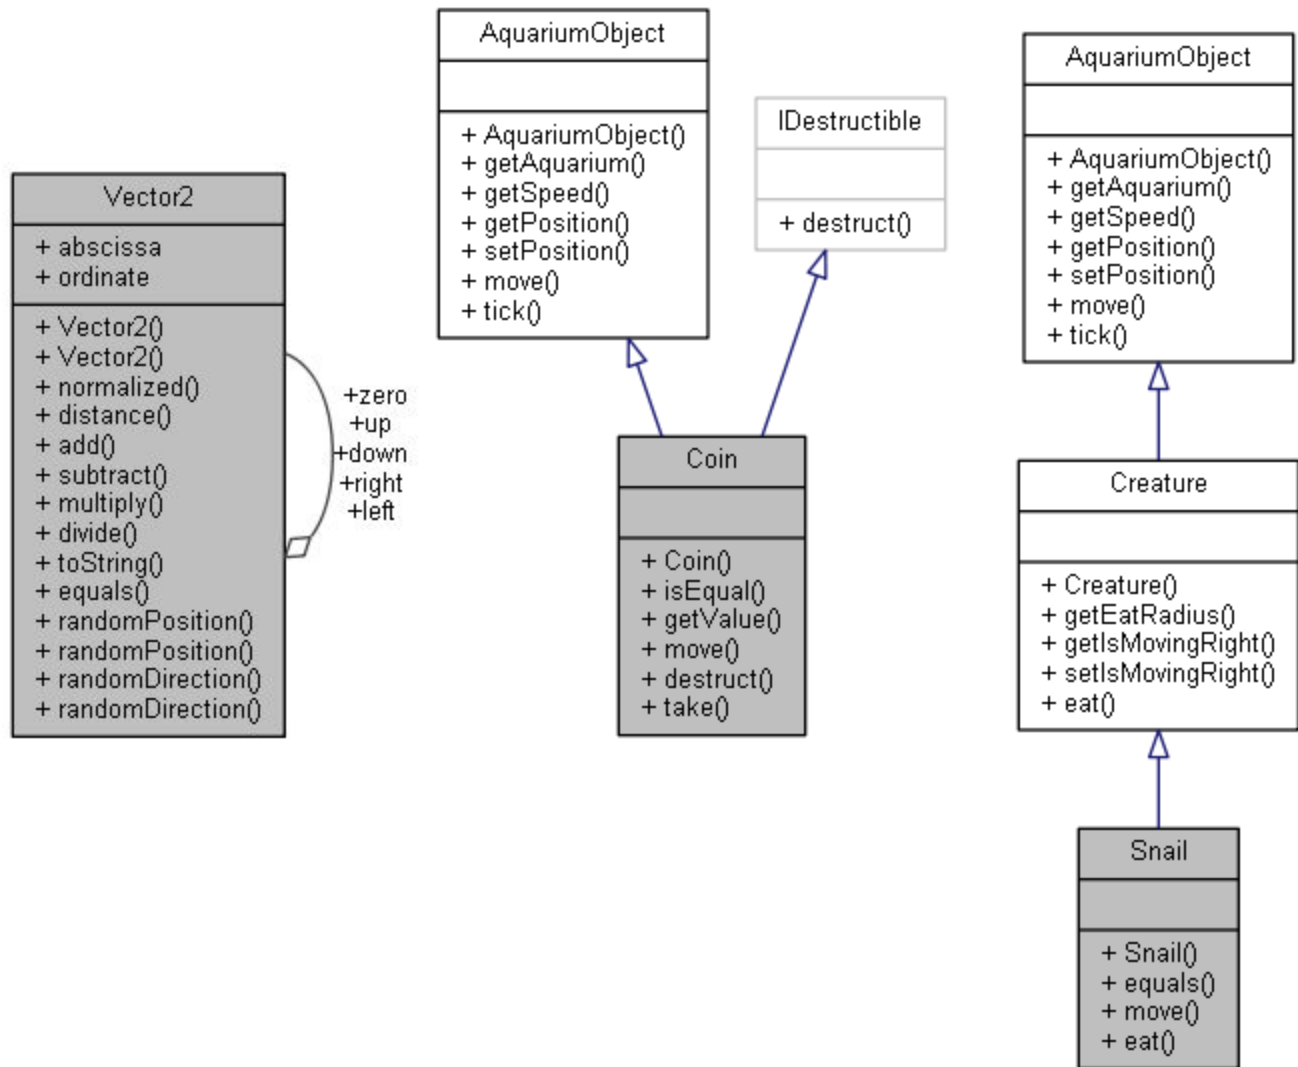 Vector2
+ abscissa
+ ordinate
+ Vector2()
+ Vector2()
+ normalized()
+ distance()
+ add()
+ subtract()
+ multiply()
+ divide()
+ toString()
+ equals()
+ randomPosition()
+ randomPosition()
+ randomDirection()
+ randomDirection()
+zero
+up
+down
+right
+left
AquariumObject
+ AquariumObject()
+ getAquarium()
+ getSpeed()
+ getPosition()
+ setPosition()
+ move()
+ tick()
IDestructible
+ destruct()
Coin
+ Coin()
+ isEqual()
+ getValue()
+ move()
+ destruct()
+ take()
AquariumObject
+ AquariumObject()
+ getAquarium()
+ getSpeed()
+ getPosition()
+ setPosition()
+ move()
+ tick()
Creature
+ Creature()
+ getEatRadius()
+ getIsMovingRight()
+ setIsMovingRight()
+ eat()
Snail
+ Snail()
+ equals()
+ move()
+ eat()